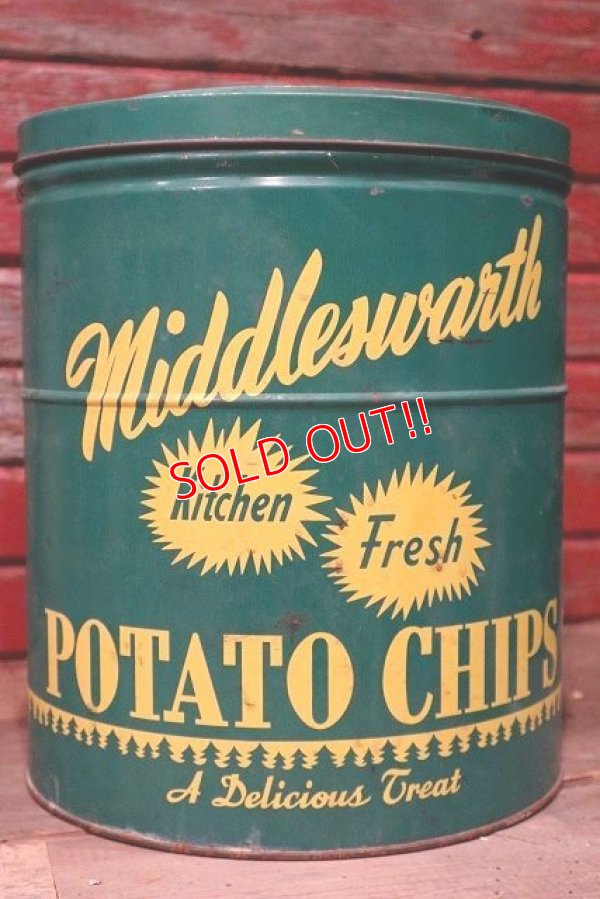 Middleswarth
SOLD OUT!!
Kitchen
Fresh
POTATO CHIPS
A Delicious Treat